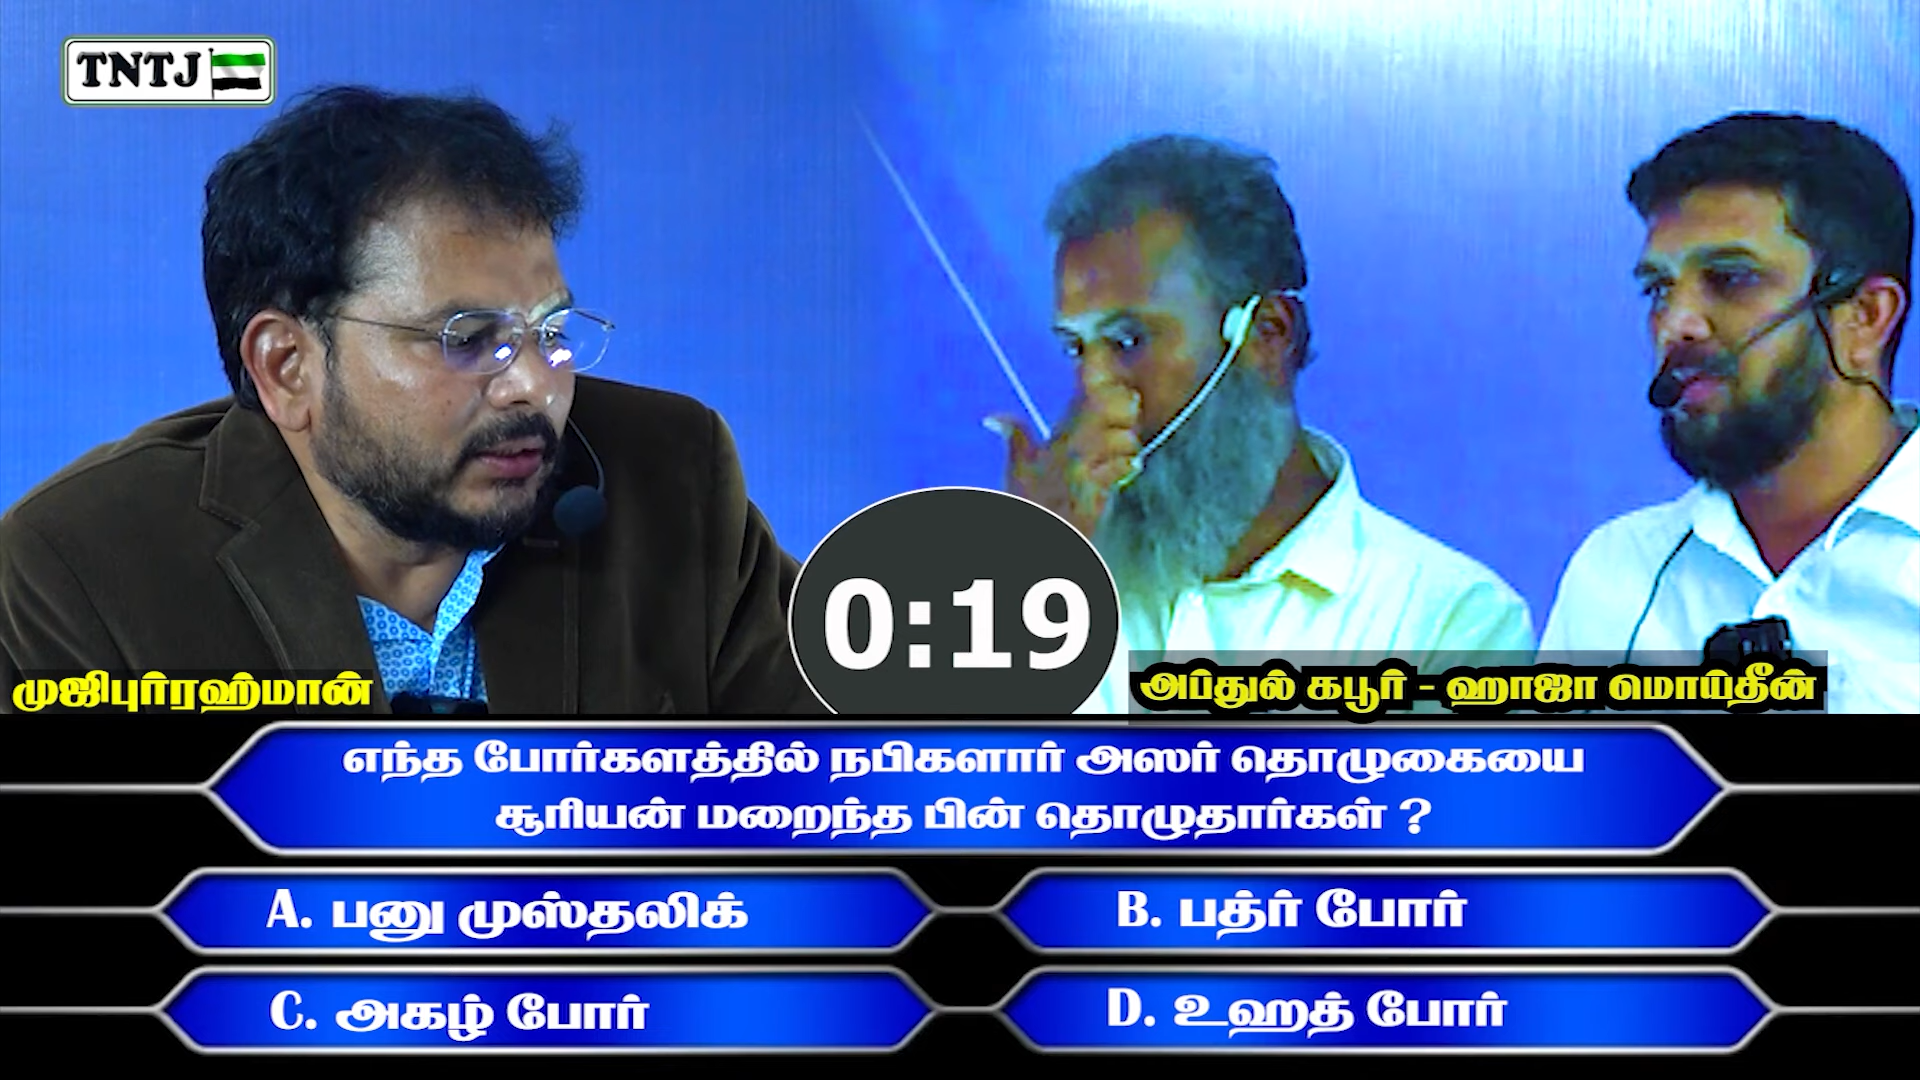 TNTJ
0:19
முஜிபுர்ரஹ்மான்
அப்துல் கபூர் - ஹாஜா மொய்தீன்
எந்த போர்களத்தில் நபிகளார் அஸர் தொழுகையை
சூரியன் மறைந்த பின் தொழுதார்கள் ?
A. பனு முஸ்தலிக்
B. பத்ர் போர்
C. அகழ் போர்
D. உஹத் போர்